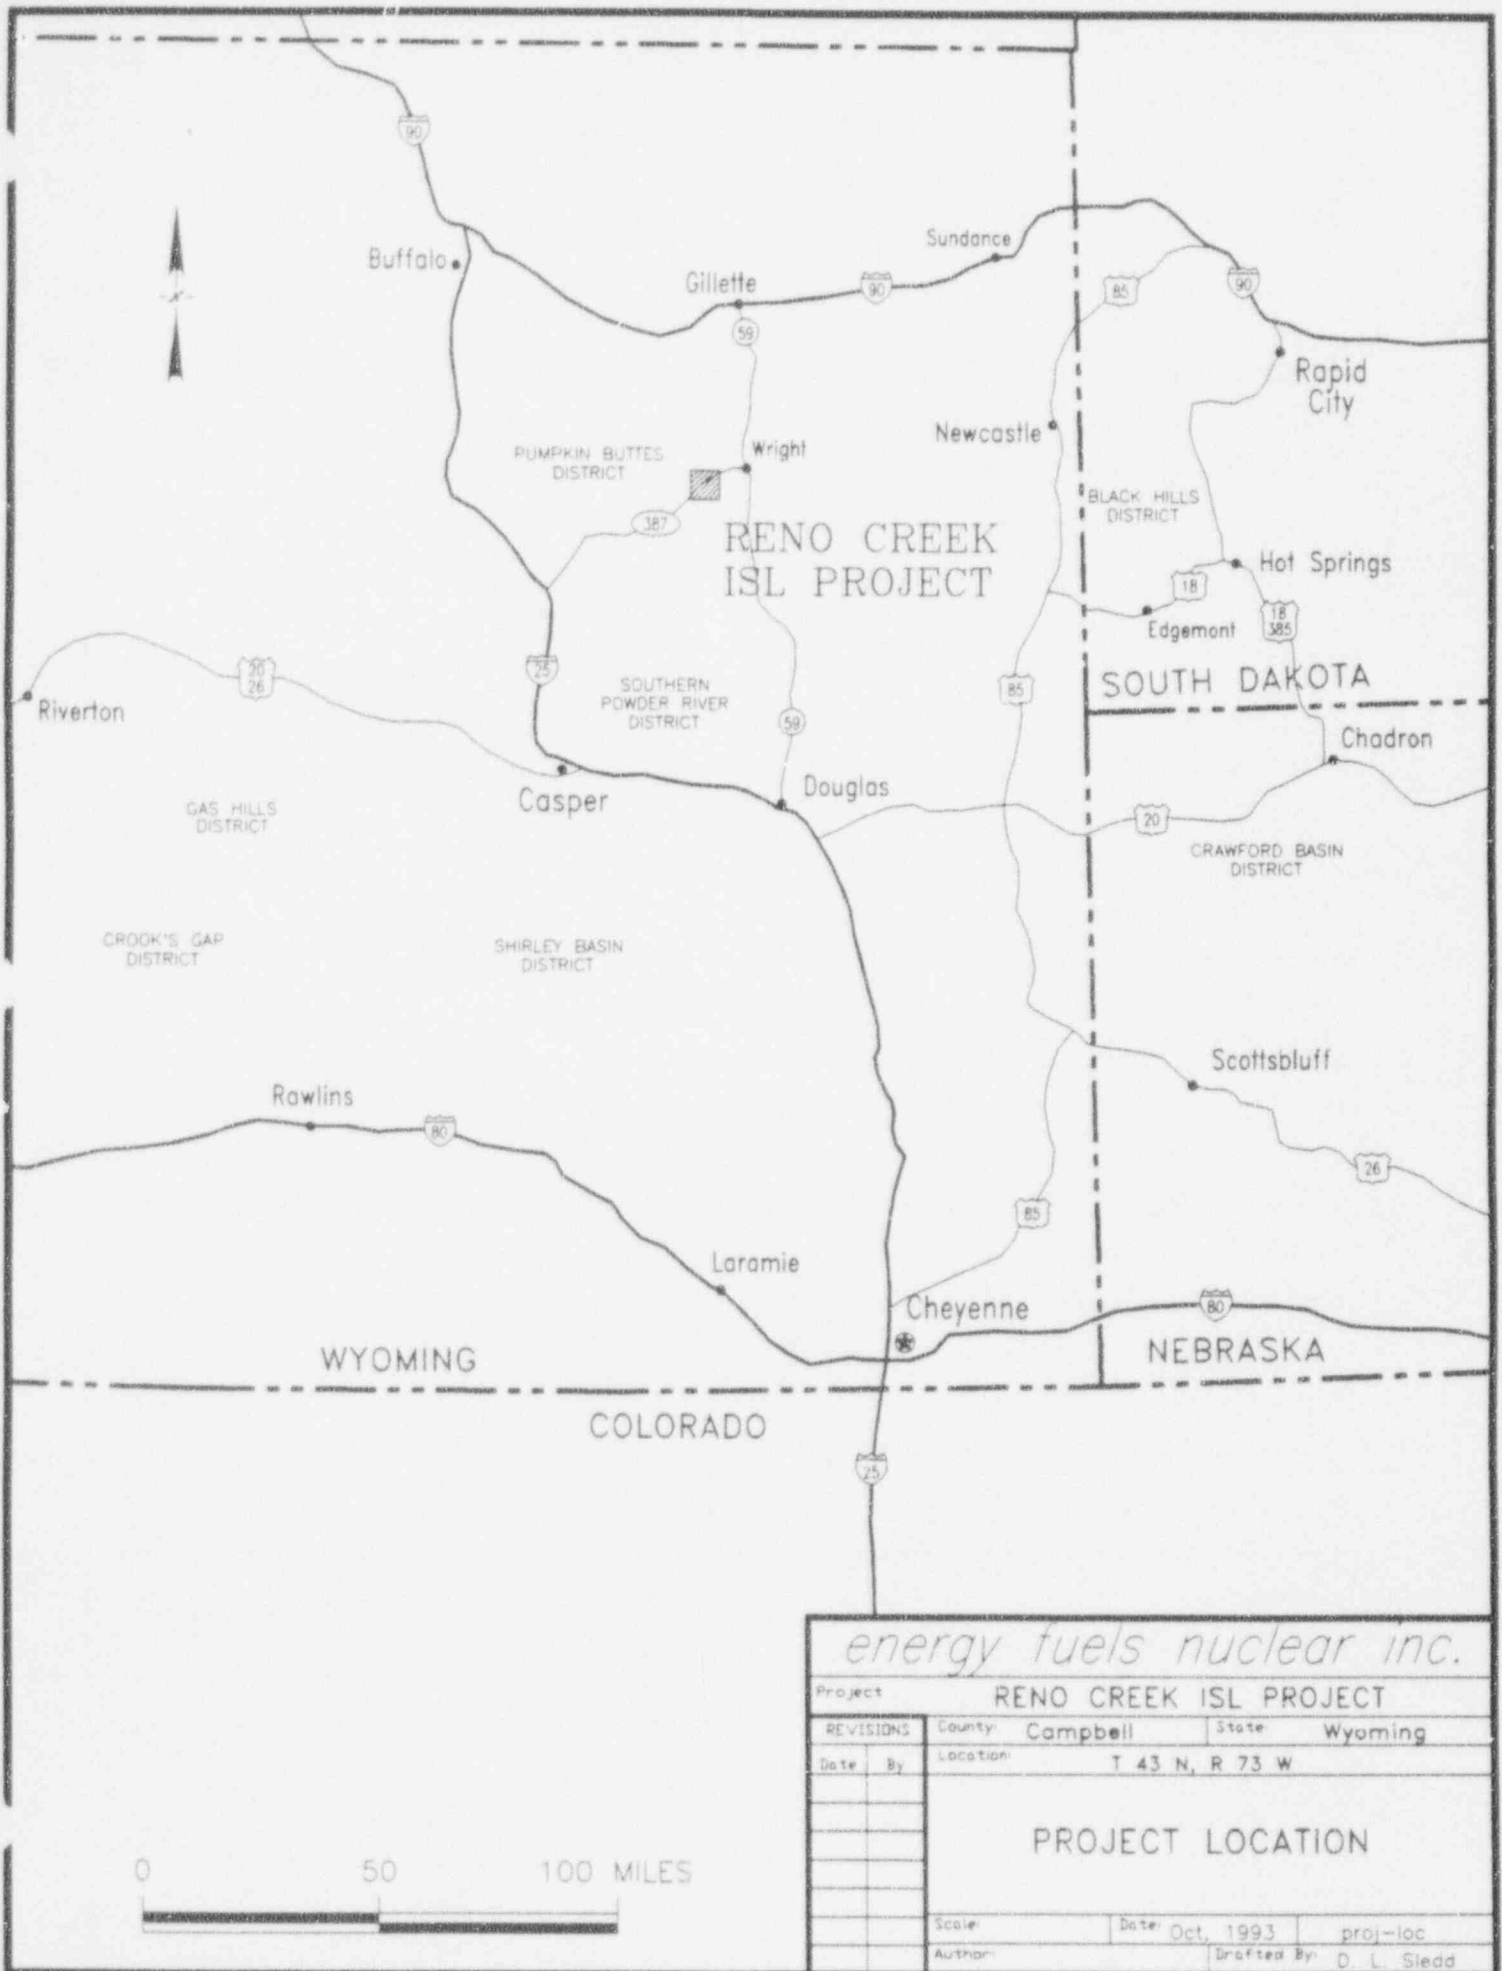 90
Buffalo
Sundance
Gillette
90
85
90
59
Rapid
City
Newcastle
PUMPKIN BUTTES
DISTRICT
Wright
BLACK HILLS
DISTRICT
387
RENO CREEK
ISL PROJECT
Hot Springs
18
Edgemont
18
385
20
26
25
SOUTHERN
POWDER RIVER
DISTRICT
85
SOUTH DAKOTA
Riverton
59
Chadron
Casper
Douglas
GAS HILLS
DISTRICT
20
CRAWFORD BASIN
DISTRICT
CROOK'S GAP
DISTRICT
SHIRLEY BASIN
DISTRICT
Scottsbluff
Rawlins
80
26
85
Laramie
Cheyenne
80
WYOMING
NEBRASKA
COLORADO
25
energy fuels nuclear inc.
Project RENO CREEK ISL PROJECT
REVISIONS County: Campbell State: Wyoming
Date By Location: T 43 N, R 73 W
PROJECT LOCATION
0 50 100 MILES
Scale: Date: Oct, 1993 proj-loc
Author: Drafted By: D. L. Sledd